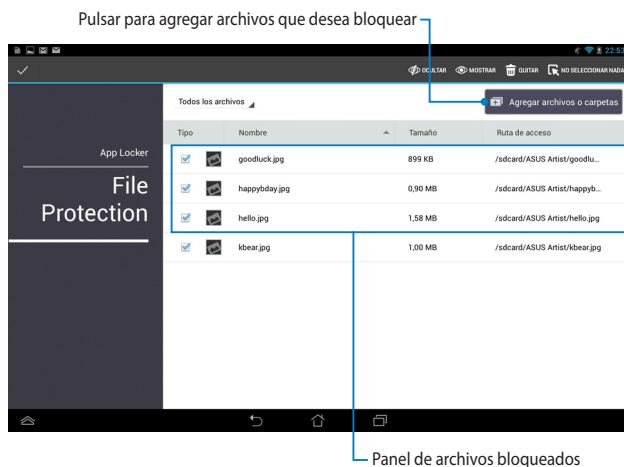 Pulsar para agregar archivos que desea bloquear
22:53
OCULTAR MOSTRAR QUITAR NO SELECCIONAR NADA
Todos los archivos Agregar archivos o carpetas
Tipo Nombre Tamaño Ruta de acceso
App Locker
File
Protection
goodluck.jpg 899 KB /sdcard/ASUS Artist/goodlu...
happybday.jpg 0,90 MB /sdcard/ASUS Artist/happyb...
hello.jpg 1,58 MB /sdcard/ASUS Artist/hello.jpg
kbear.jpg 1,00 MB /sdcard/ASUS Artist/kbear.jpg
Panel de archivos bloqueados